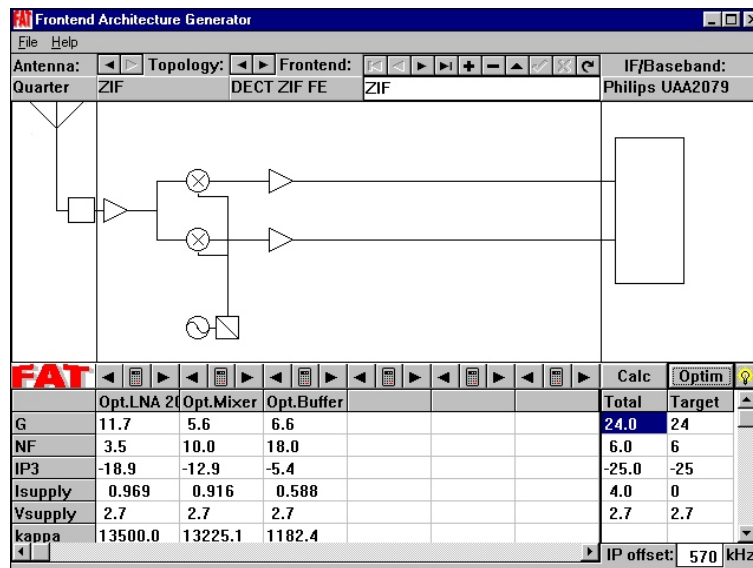 FAT Frontend Architecture Generator
File Help
Antenna: Topology: Frontend: IF/Baseband:
Quarter ZIF DECT ZIF FE ZIF Philips UAA2079
FAT Calc Optim
Opt.LNA 20 Opt.Mixer Opt.Buffer Total Target
G 11.7 5.6 6.6 24.0 24
NF 3.5 10.0 18.0 6.0 6
IP3 -18.9 -12.9 -5.4 -25.0 -25
Isupply 0.969 0.916 0.588 4.0 0
Vsupply 2.7 2.7 2.7 2.7 2.7
kappa 13500.0 13225.1 1182.4
IP offset: 570 kHz